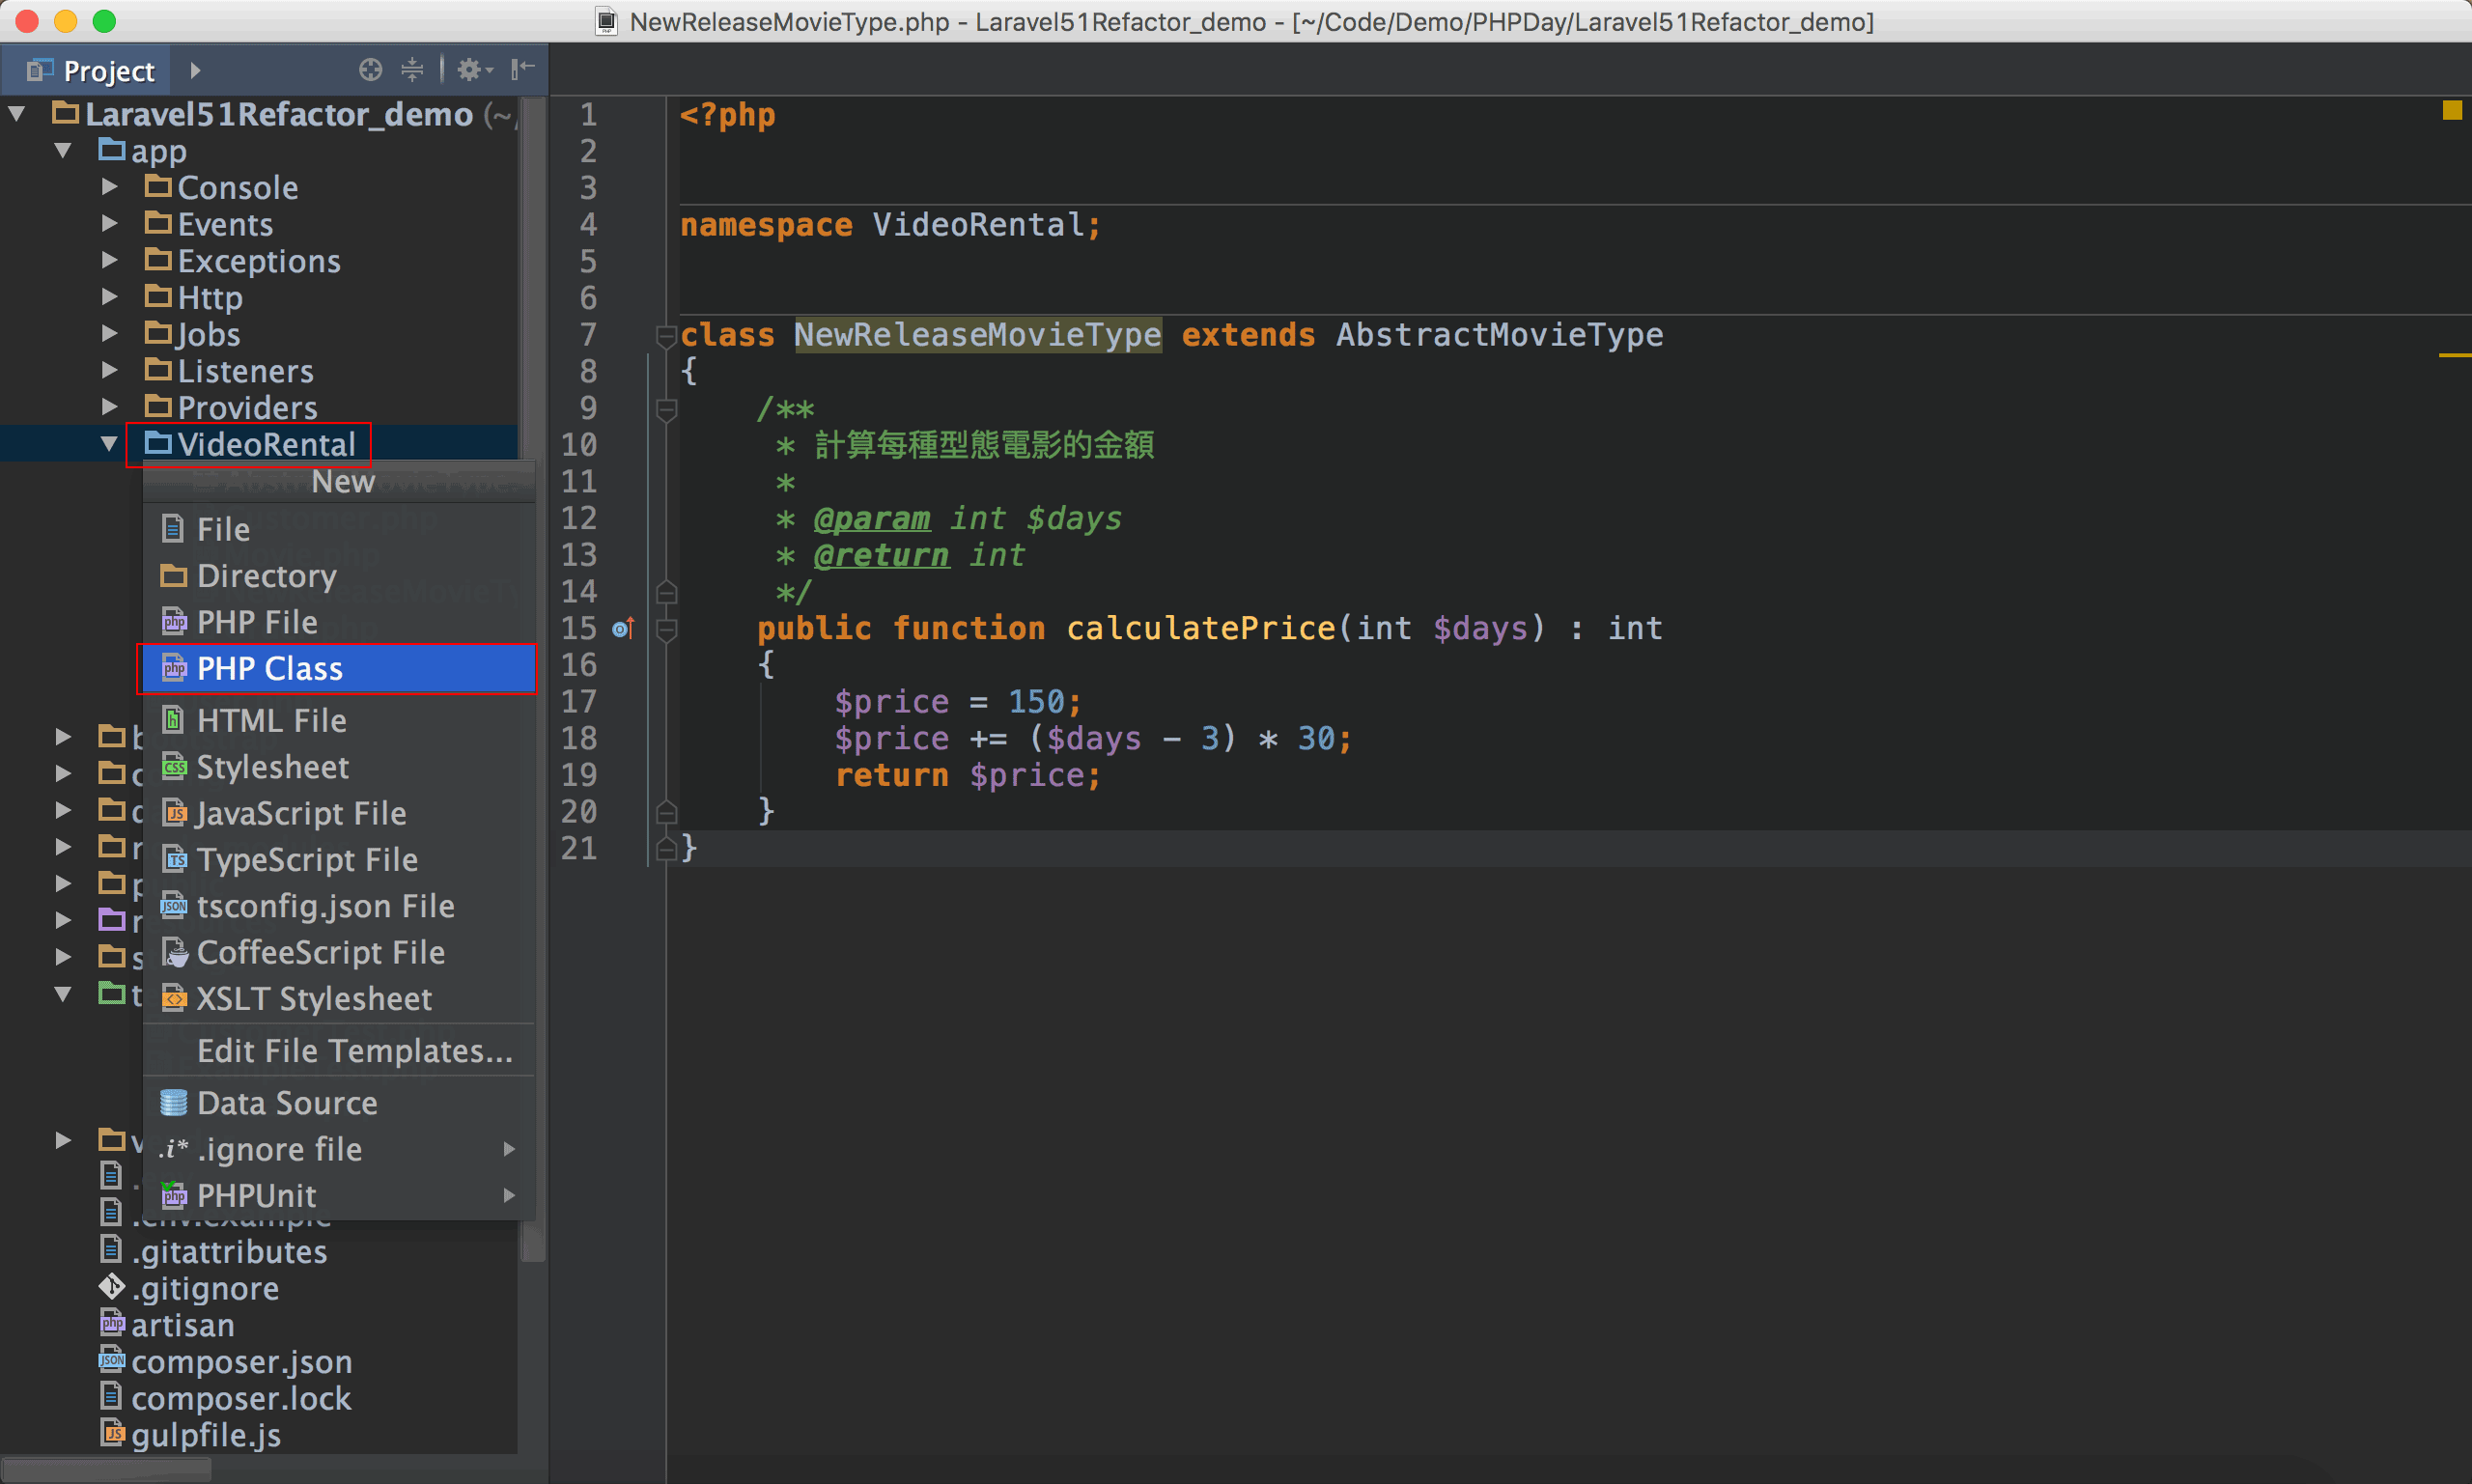 NewReleaseMovieType.php - Laravel51Refactor_demo - [~/Code/Demo/PHPDay/Laravel51Refactor_demo]
Project
Laravel51Refactor_demo (~/
app
Console
Events
Exceptions
Http
Jobs
Listeners
Providers
VideoRental
New
File
Directory
PHP File
PHP Class
HTML File
Stylesheet
JavaScript File
TypeScript File
tsconfig.json File
CoffeeScript File
XSLT Stylesheet
Edit File Templates...
Data Source
.ignore file
PHPUnit
.env.example
.gitattributes
.gitignore
artisan
composer.json
composer.lock
gulpfile.js
1 <?php
2
3
4 namespace VideoRental;
5
6
7 class NewReleaseMovieType extends AbstractMovieType
8 {
9 /**
10 * 計算每種型態電影的金額
11 *
12 * @param int $days
13 * @return int
14 */
15 public function calculatePrice(int $days) : int
16 {
17 $price = 150;
18 $price += ($days - 3) * 30;
19 return $price;
20 }
21 }